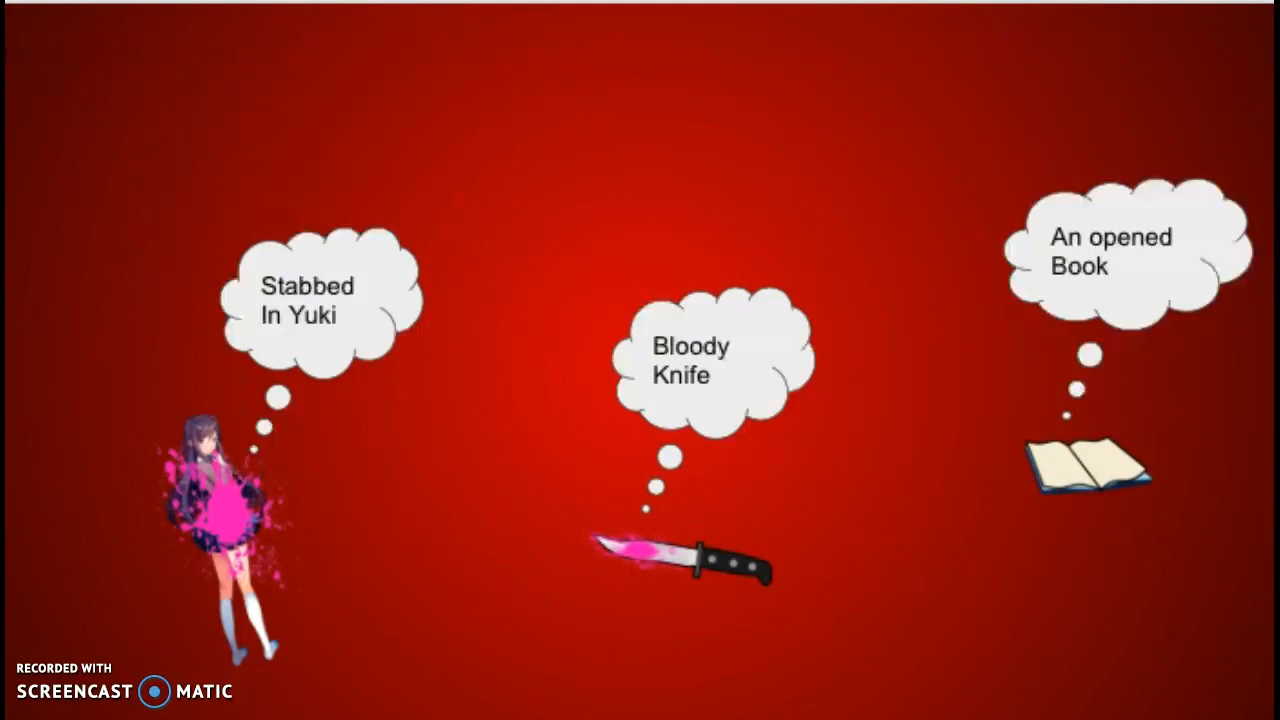 An opened
Book
Stabbed
In Yuki
Bloody
Knife
RECORDED WITH
SCREENCAST MATIC